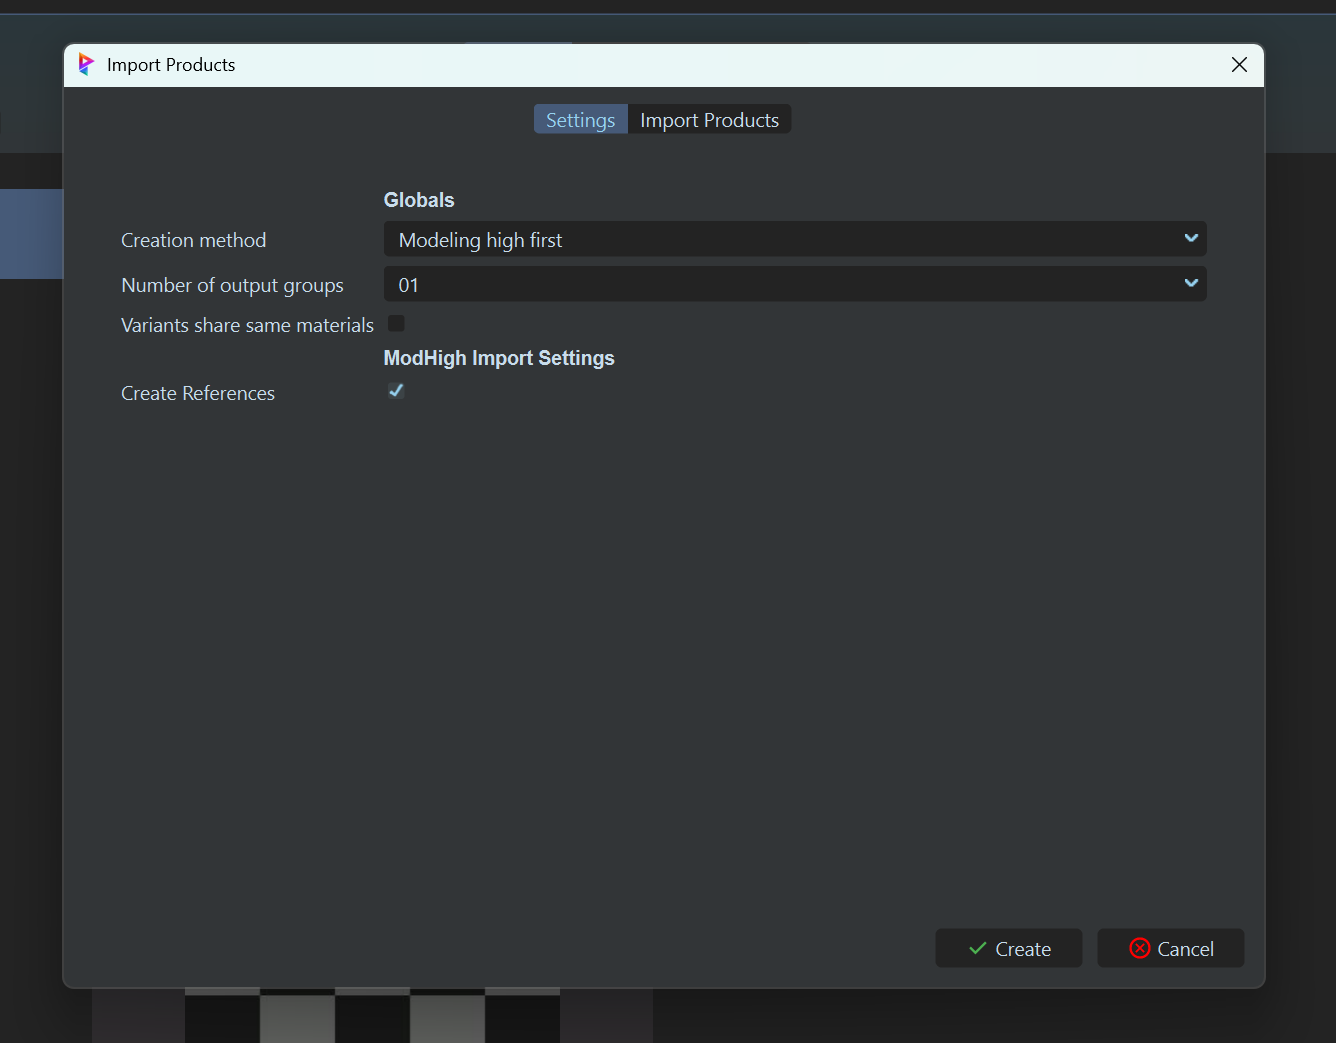 Import Products
Settings
Import Products
Globals
Creation method
Modeling high first
Number of output groups
01
Variants share same materials
ModHigh Import Settings
Create References
Create
Cancel